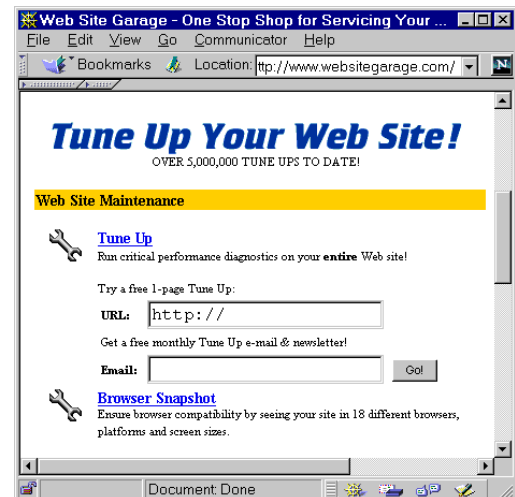 Web Site Garage - One Stop Shop for Servicing Your ...
File Edit View Go Communicator Help
Bookmarks Location: ttp://www.websitegarage.com/
N
Tune Up Your Web Site!
OVER 5,000,000 TUNE UPS TO DATE!
Web Site Maintenance
Tune Up
Run critical performance diagnostics on your entire Web site!
Try a free 1-page Tune Up:
URL: http://
Get a free monthly Tune Up e-mail & newsletter!
Email: Go!
Browser Snapshot
Ensure browser compatibility by seeing your site in 18 different browsers,
platforms and screen sizes.
Document: Done